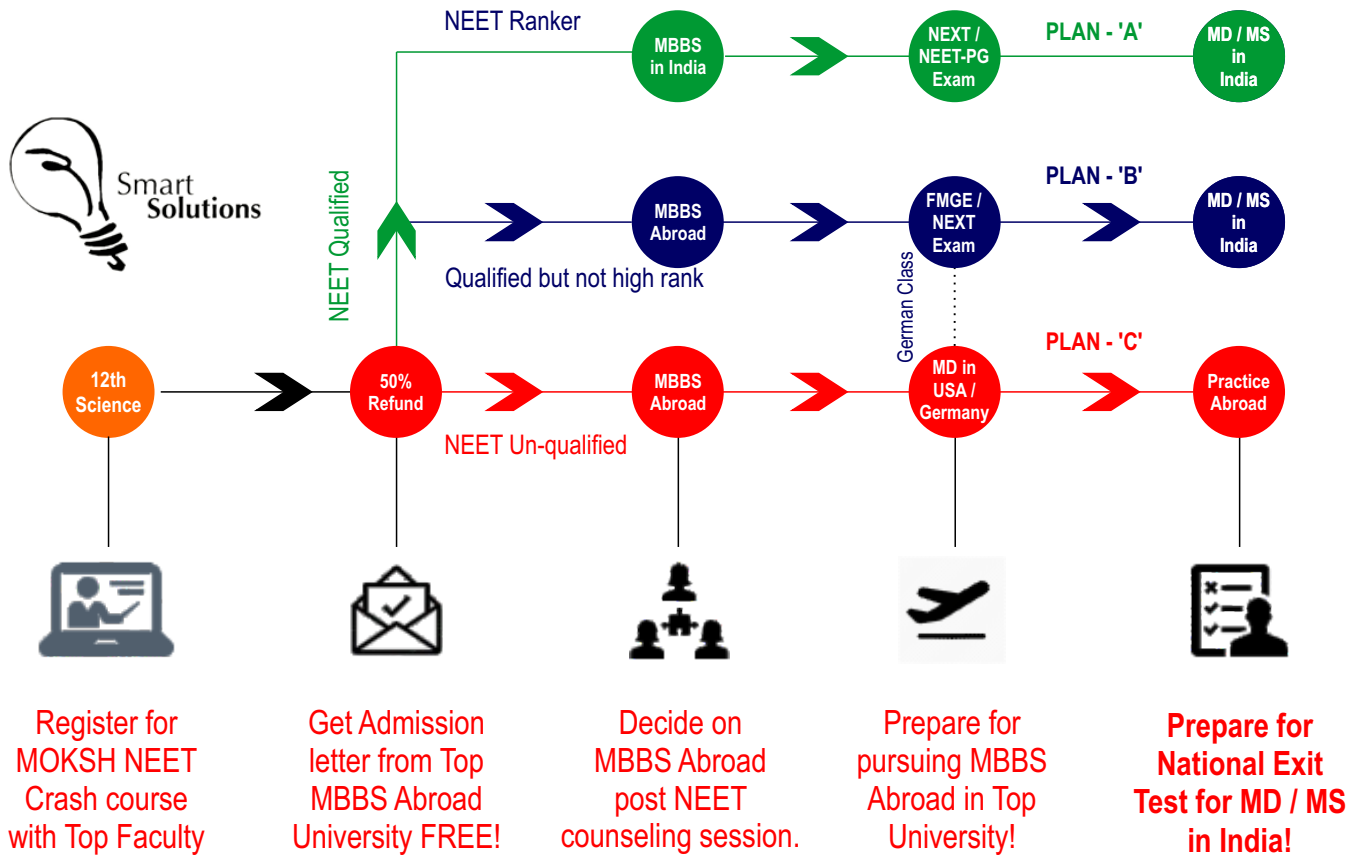 NEET Ranker
MBBS
in India
NEXT /
NEET-PG
Exam
PLAN - 'A'
MD / MS
in
India
Smart
Solutions
NEET Qualified
MBBS
Abroad
FMGE /
NEXT
Exam
PLAN - 'B'
MD / MS
in
India
Qualified but not high rank
German Class
12th
Science
50%
Refund
MBBS
Abroad
MD in
USA /
Germany
PLAN - 'C'
Practice
Abroad
NEET Un-qualified
Register for
MOKSH NEET
Crash course
with Top Faculty
Get Admission
letter from Top
MBBS Abroad
University FREE!
Decide on
MBBS Abroad
post NEET
counseling session.
Prepare for
pursuing MBBS
Abroad in Top
University!
Prepare for
National Exit
Test for MD / MS
in India!